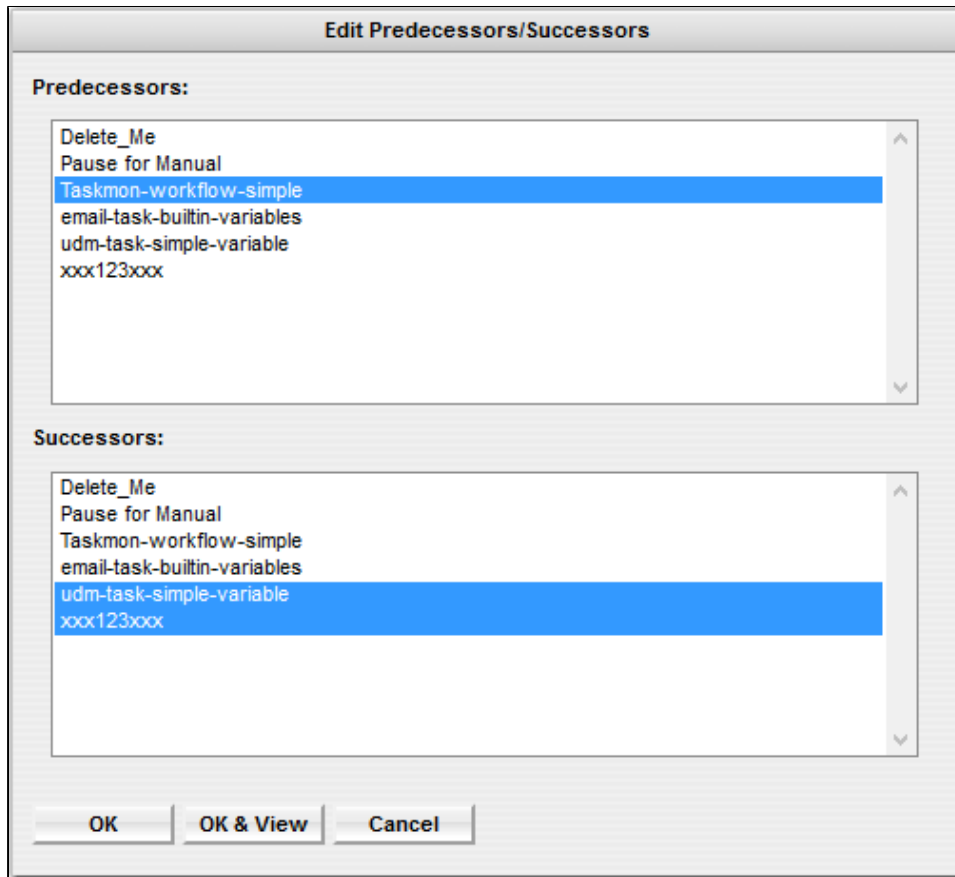 Edit Predecessors/Successors
Predecessors:
Delete_Me
Pause for Manual
Taskmon-workflow-simple
email-task-builtin-variables
udm-task-simple-variable
xxx123xxx
Successors:
Delete_Me
Pause for Manual
Taskmon-workflow-simple
email-task-builtin-variables
udm-task-simple-variable
xxx123xxx
OK OK & View Cancel